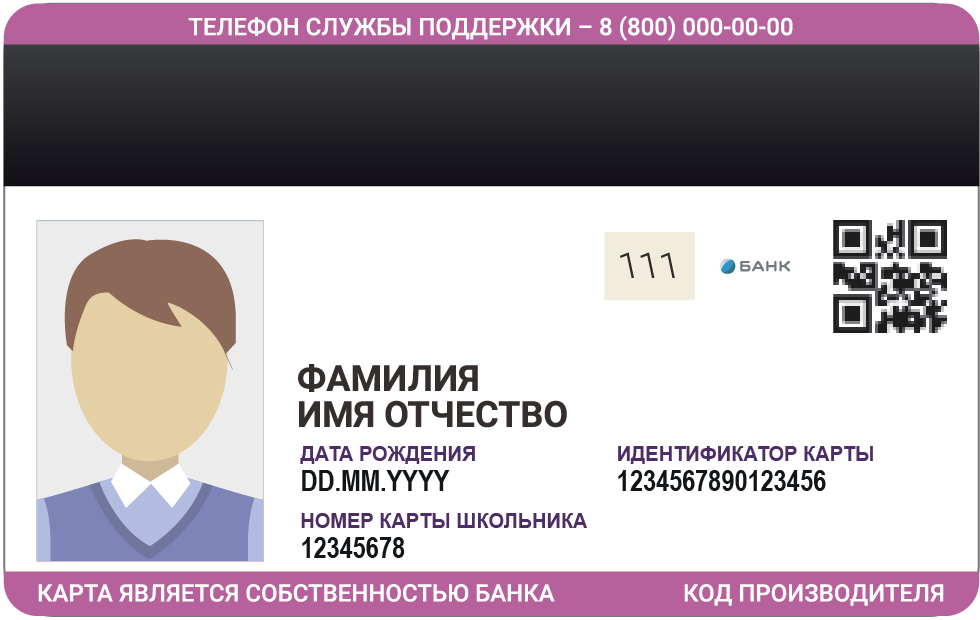 ТЕЛЕФОН СЛУЖБЫ ПОДДЕРЖКИ – 8 (800) 000-00-00
111
БАНК
ФАМИЛИЯ
ИМЯ ОТЧЕСТВО
ДАТА РОЖДЕНИЯ
DD.MM.YYYY
ИДЕНТИФИКАТОР КАРТЫ
1234567890123456
НОМЕР КАРТЫ ШКОЛЬНИКА
12345678
КАРТА ЯВЛЯЕТСЯ СОБСТВЕННОСТЬЮ БАНКА
КОД ПРОИЗВОДИТЕЛЯ